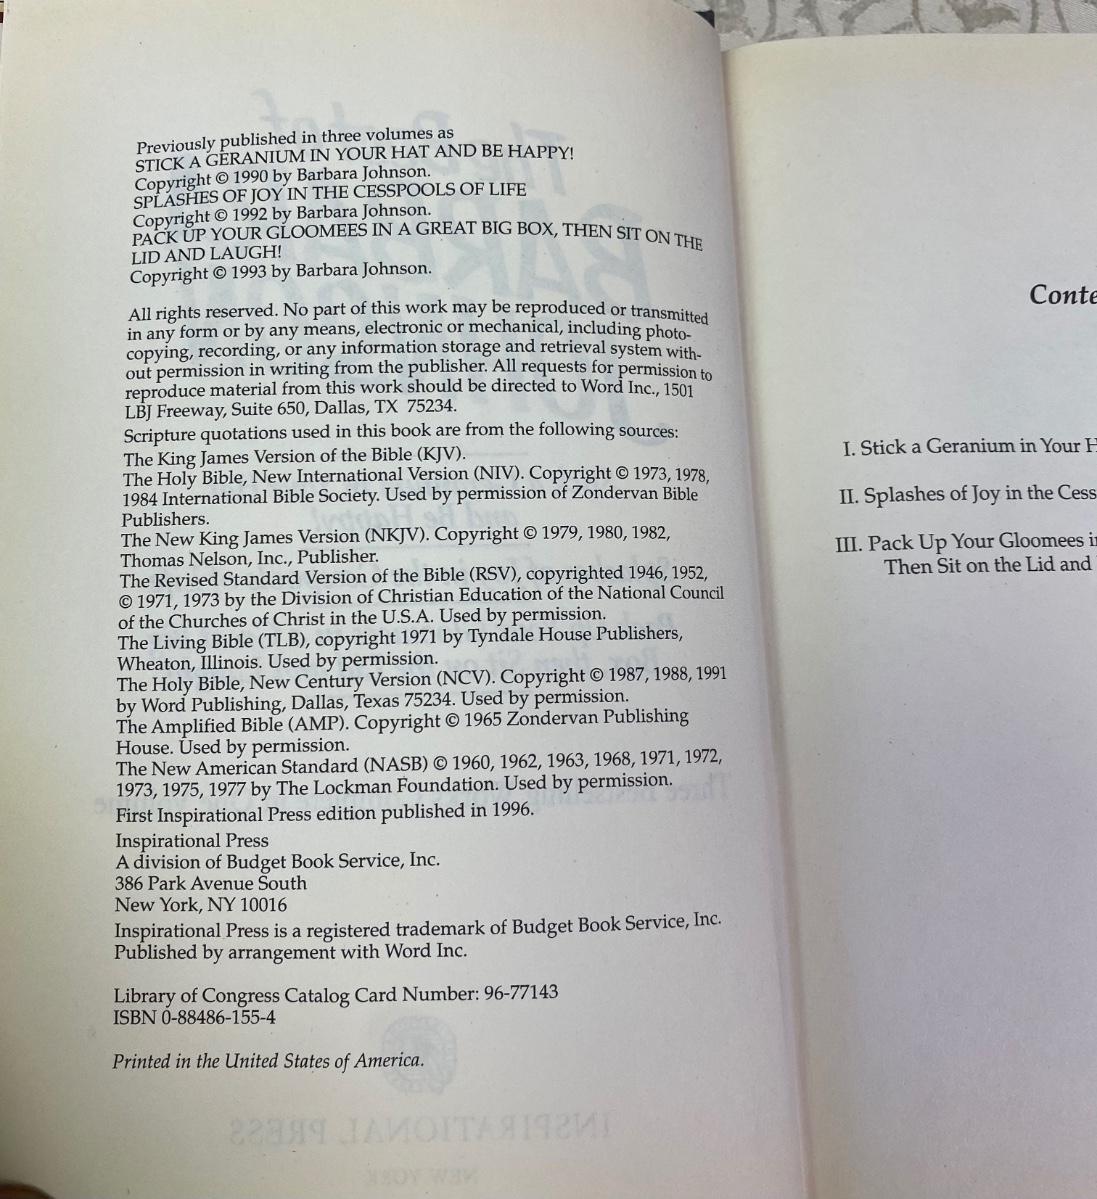 Previously published in three volumes as
STICK A GERANIUM IN YOUR HAT AND BE HAPPY!
Copyright © 1990 by Barbara Johnson.
SPLASHES OF JOY IN THE CESSPOOLS OF LIFE
Copyright © 1992 by Barbara Johnson.
PACK UP YOUR GLOOMEES IN A GREAT BIG BOX, THEN SIT ON THE
LID AND LAUGH!
Copyright © 1993 by Barbara Johnson.
All rights reserved. No part of this work may be reproduced or transmitted
in any form or by any means, electronic or mechanical, including photo-
copying, recording, or any information storage and retrieval system with-
out permission in writing from the publisher. All requests for permission to
reproduce material from this work should be directed to Word Inc., 1501
LBJ Freeway, Suite 650, Dallas, TX 75234.
Scripture quotations used in this book are from the following sources:
The King James Version of the Bible (KJV).
The Holy Bible, New International Version (NIV). Copyright © 1973, 1978,
1984 International Bible Society. Used by permission of Zondervan Bible
Publishers.
The New King James Version (NKJV). Copyright © 1979, 1980, 1982,
Thomas Nelson, Inc., Publisher.
The Revised Standard Version of the Bible (RSV), copyrighted 1946, 1952,
© 1971, 1973 by the Division of Christian Education of the National Council
of the Churches of Christ in the U.S.A. Used by permission.
The Living Bible (TLB), copyright 1971 by Tyndale House Publishers,
Wheaton, Illinois. Used by permission.
The Holy Bible, New Century Version (NCV). Copyright © 1987, 1988, 1991
by Word Publishing, Dallas, Texas 75234. Used by permission.
The Amplified Bible (AMP). Copyright © 1965 Zondervan Publishing
House. Used by permission.
The New American Standard (NASB) © 1960, 1962, 1963, 1968, 1971, 1972,
1973, 1975, 1977 by The Lockman Foundation. Used by permission.
First Inspirational Press edition published in 1996.
Inspirational Press
A division of Budget Book Service, Inc.
386 Park Avenue South
New York, NY 10016
Inspirational Press is a registered trademark of Budget Book Service, Inc.
Published by arrangement with Word Inc.
Library of Congress Catalog Card Number: 96-77143
ISBN 0-88486-155-4
Printed in the United States of America.
INSPIRATIONAL PRESS
NEW YORK
Conte
I. Stick a Geranium in Your H
II. Splashes of Joy in the Cess
III. Pack Up Your Gloomees in
Then Sit on the Lid and